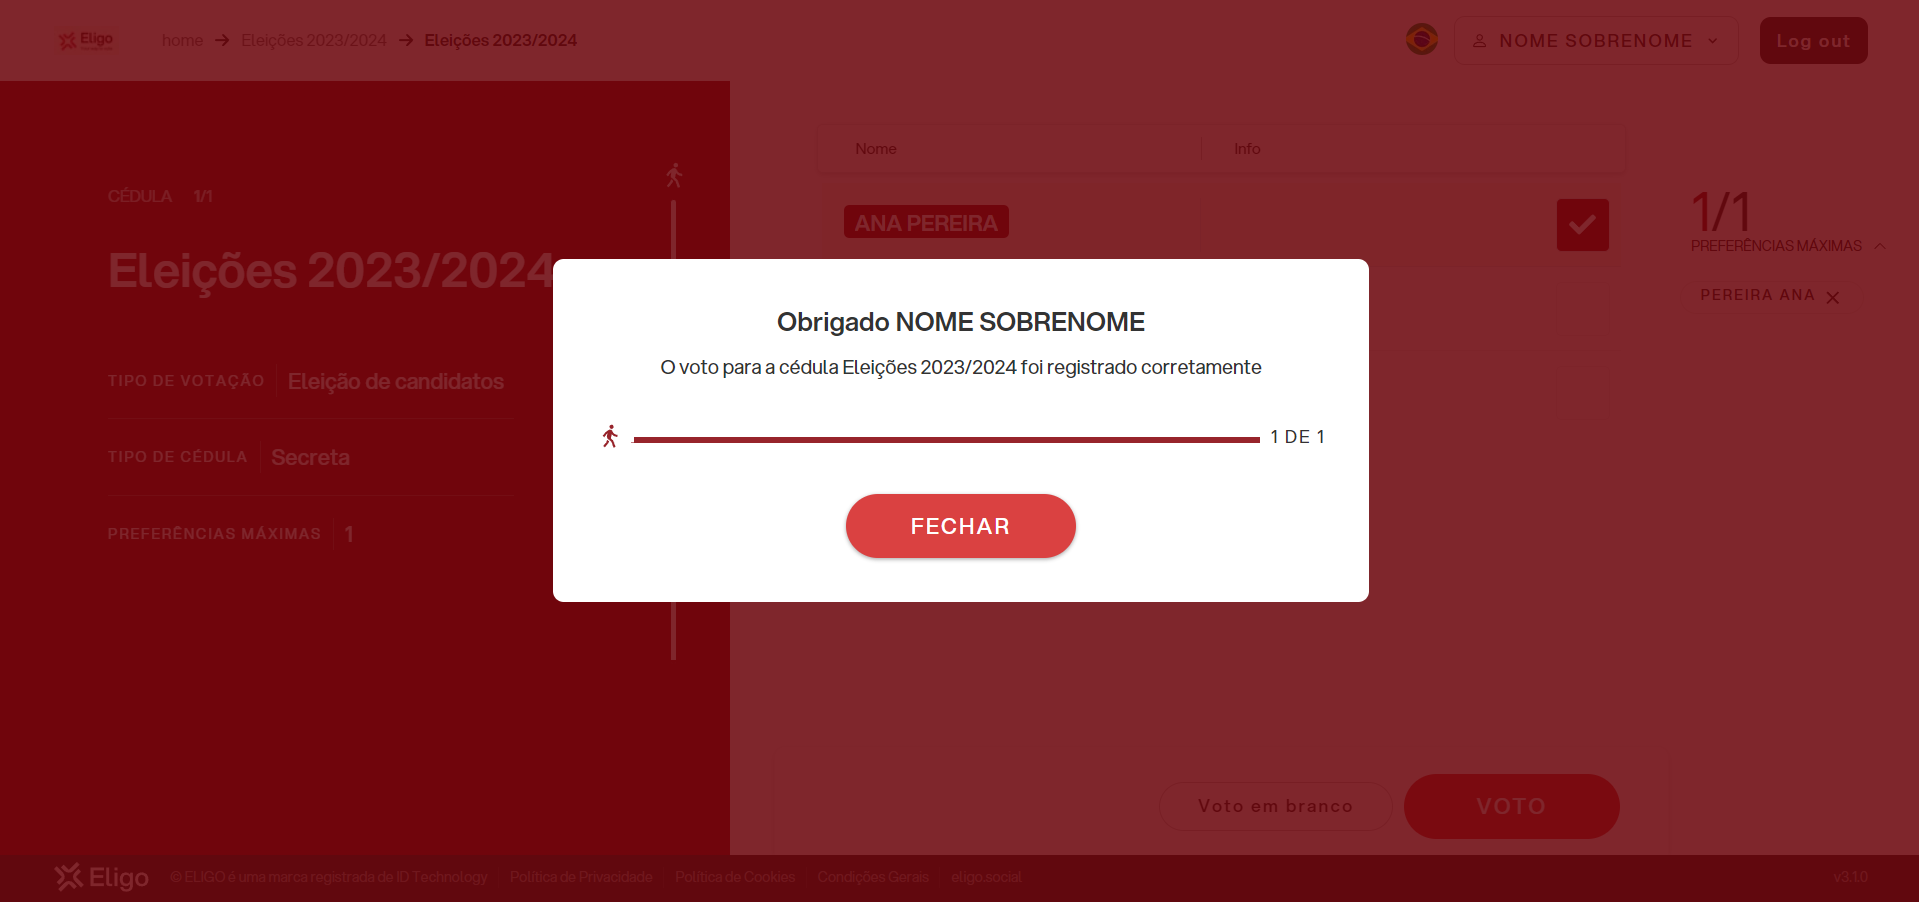 Eligo
home → Eleições 2023/2024 → Eleições 2023/2024
NOME SOBRENOME
Log out
CÉDULA 1/1
Eleições 2023/2024
TIPO DE VOTAÇÃO Eleição de candidatos
TIPO DE CÉDULA Secreta
PREFERÊNCIAS MÁXIMAS 1
Nome Info
ANA PEREIRA
1/1
PREFERÊNCIAS MÁXIMAS
PEREIRA ANA
Obrigado NOME SOBRENOME
O voto para a cédula Eleições 2023/2024 foi registrado corretamente
1 DE 1
FECHAR
Voto em branco
VOTO
Eligo
© ELIGO é uma marca registrada de ID Technology
Política de Privacidade
Política de Cookies
Condições Gerais
eligo.social
v3.1.0